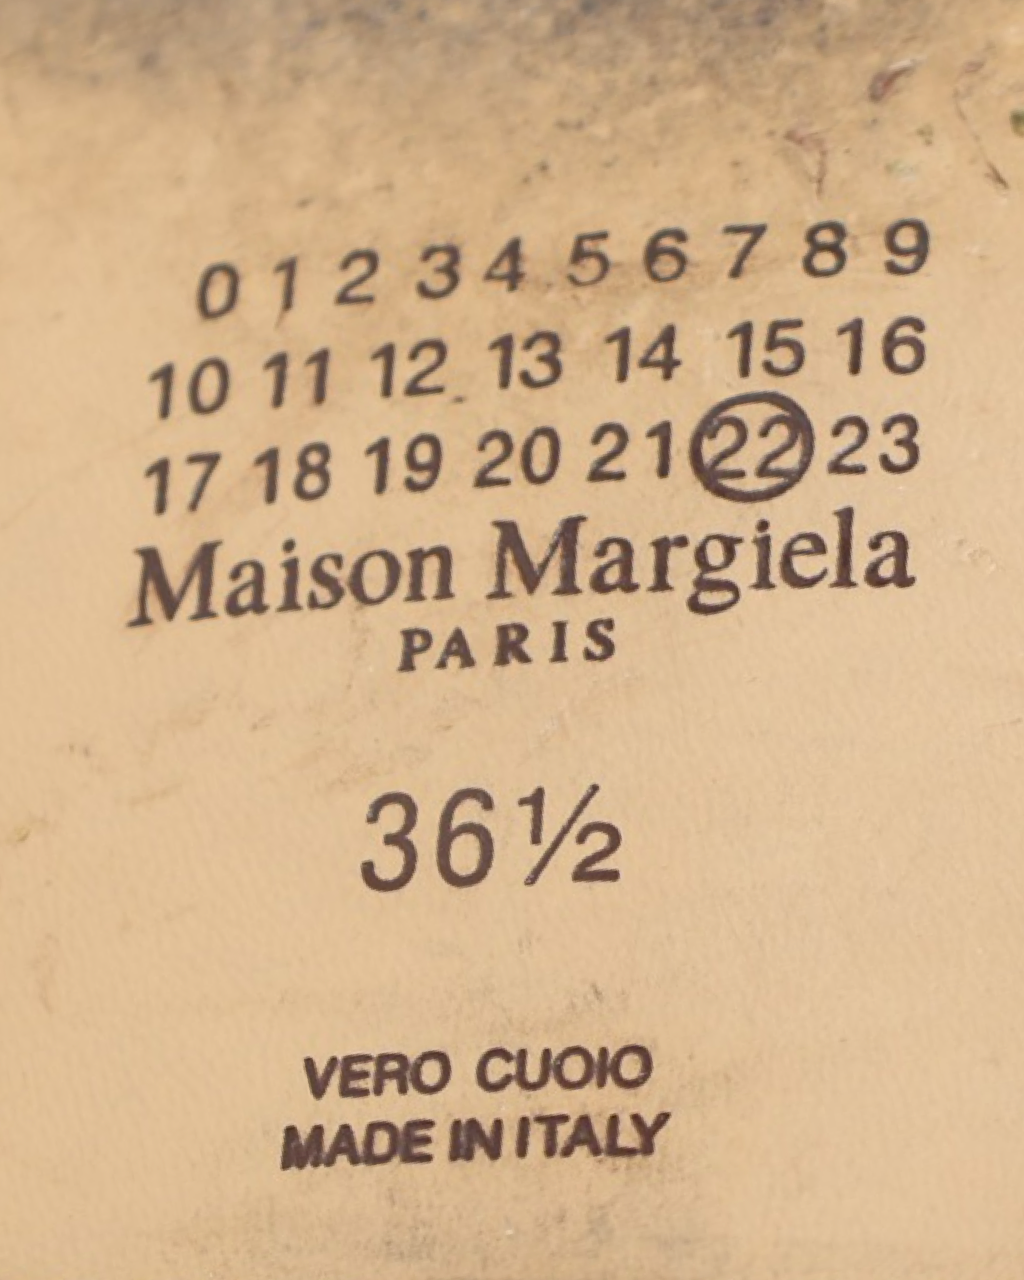 0 1 2 3 4 5 6 7 8 9
10 11 12 13 14 15 16
17 18 19 20 21 22 23
Maison Margiela
PARIS
36½
VERO CUOIO
MADE IN ITALY